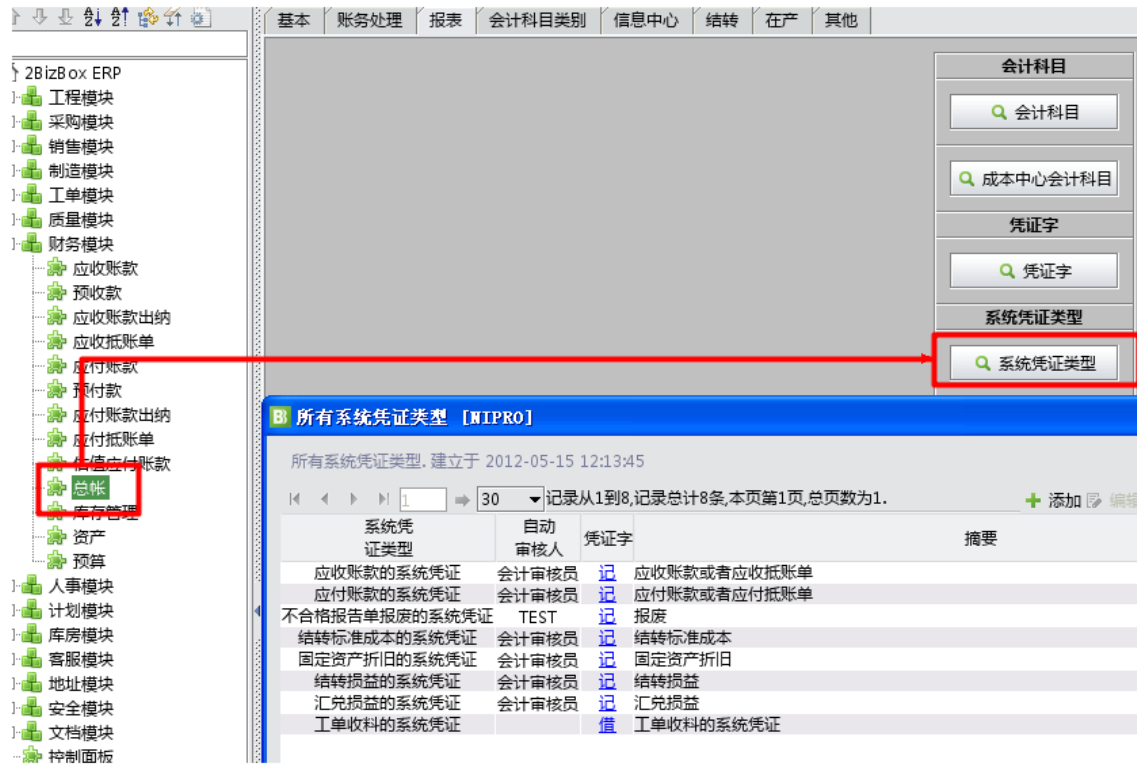 基本 账务处理 报表 会计科目类别 信息中心 结转 在产 其他
2BizBox ERP
工程模块
采购模块
销售模块
制造模块
工单模块
质量模块
财务模块
应收账款
预收款
应收账款出纳
应收抵账单
应付账款
预付款
应付账款出纳
应付抵账单
估值应付账款
总帐
库存管理
资产
预算
人事模块
计划模块
库房模块
客服模块
地址模块
安全模块
文档模块
控制面板
会计科目
会计科目
成本中心会计科目
凭证字
凭证字
系统凭证类型
系统凭证类型
所有系统凭证类型 [NIPRO]
所有系统凭证类型. 建立于 2012-05-15 12:13:45
1 30 记录从1到8,记录总计8条,本页第1页,总页数为1. 添加 编辑
系统凭证类型 自动审核人 凭证字 摘要
应收账款的系统凭证 会计审核员 记 应收账款或者应收抵账单
应付账款的系统凭证 会计审核员 记 应付账款或者应付抵账单
不合格报告单报废的系统凭证 TEST 记 报废
结转标准成本的系统凭证 会计审核员 记 结转标准成本
固定资产折旧的系统凭证 会计审核员 记 固定资产折旧
结转损益的系统凭证 会计审核员 记 结转损益
汇兑损益的系统凭证 会计审核员 记 汇兑损益
工单收料的系统凭证 借 工单收料的系统凭证